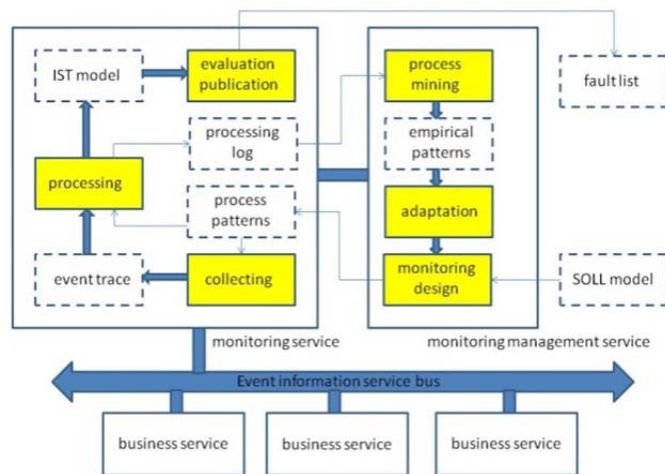 IST model
evaluation
publication
process
mining
fault list
processing
log
empirical
patterns
processing
process
patterns
adaptation
event trace
collecting
monitoring
design
SOLL model
monitoring service
monitoring management service
Event information service bus
business service
business service
business service